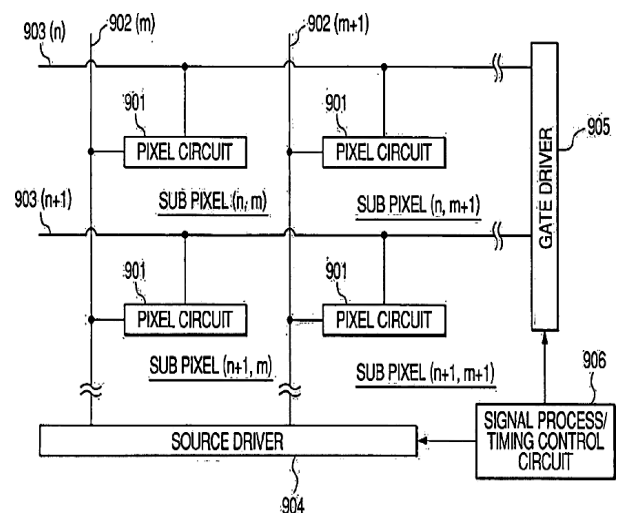 903 (n)
902 (m)
902 (m+1)
901
PIXEL CIRCUIT
901
PIXEL CIRCUIT
905
GATE DRIVER
903 (n+1)
SUB PIXEL (n, m)
SUB PIXEL (n, m+1)
901
PIXEL CIRCUIT
901
PIXEL CIRCUIT
SUB PIXEL (n+1, m)
SUB PIXEL (n+1, m+1)
906
SOURCE DRIVER
SIGNAL PROCESS/
TIMING CONTROL
CIRCUIT
904